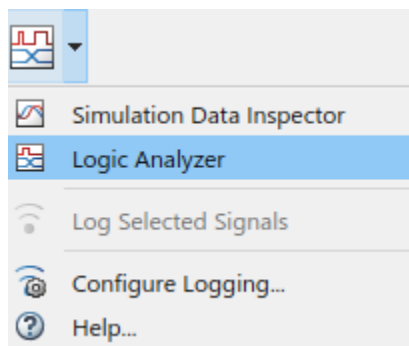 Simulation Data Inspector
Logic Analyzer
Log Selected Signals
Configure Logging...
Help...